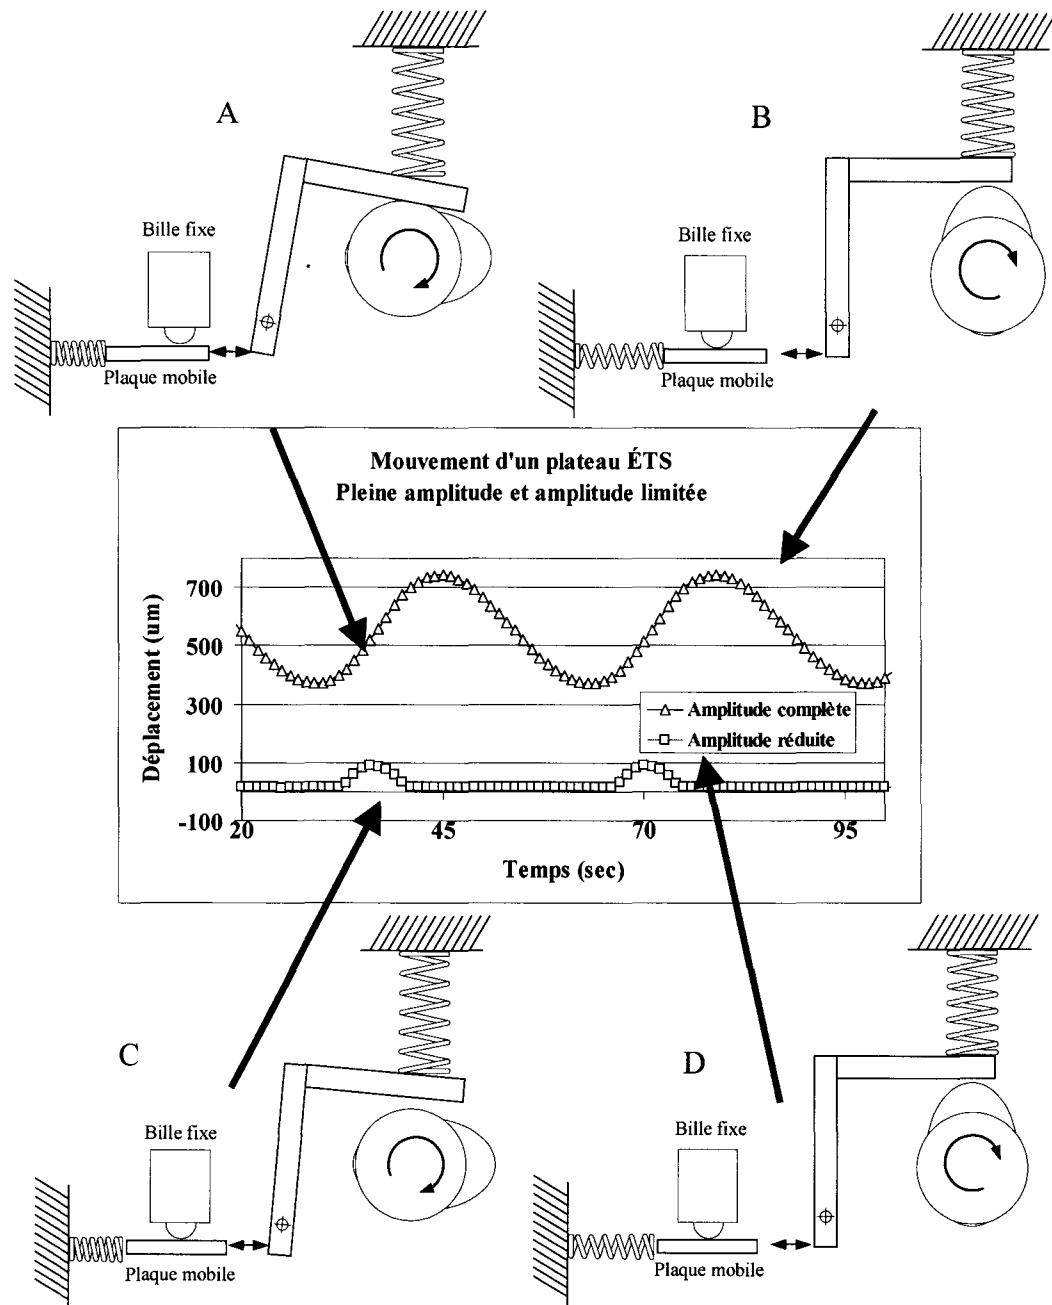 A
B
Bille fixe
Bille fixe
Plaque mobile
Plaque mobile
Mouvement d'un plateau ÉTS
Pleine amplitude et amplitude limitée
Déplacement (um)
700
500
300
100
-100
20
45
70
95
Amplitude complète
Amplitude réduite
Temps (sec)
C
D
Bille fixe
Bille fixe
Plaque mobile
Plaque mobile